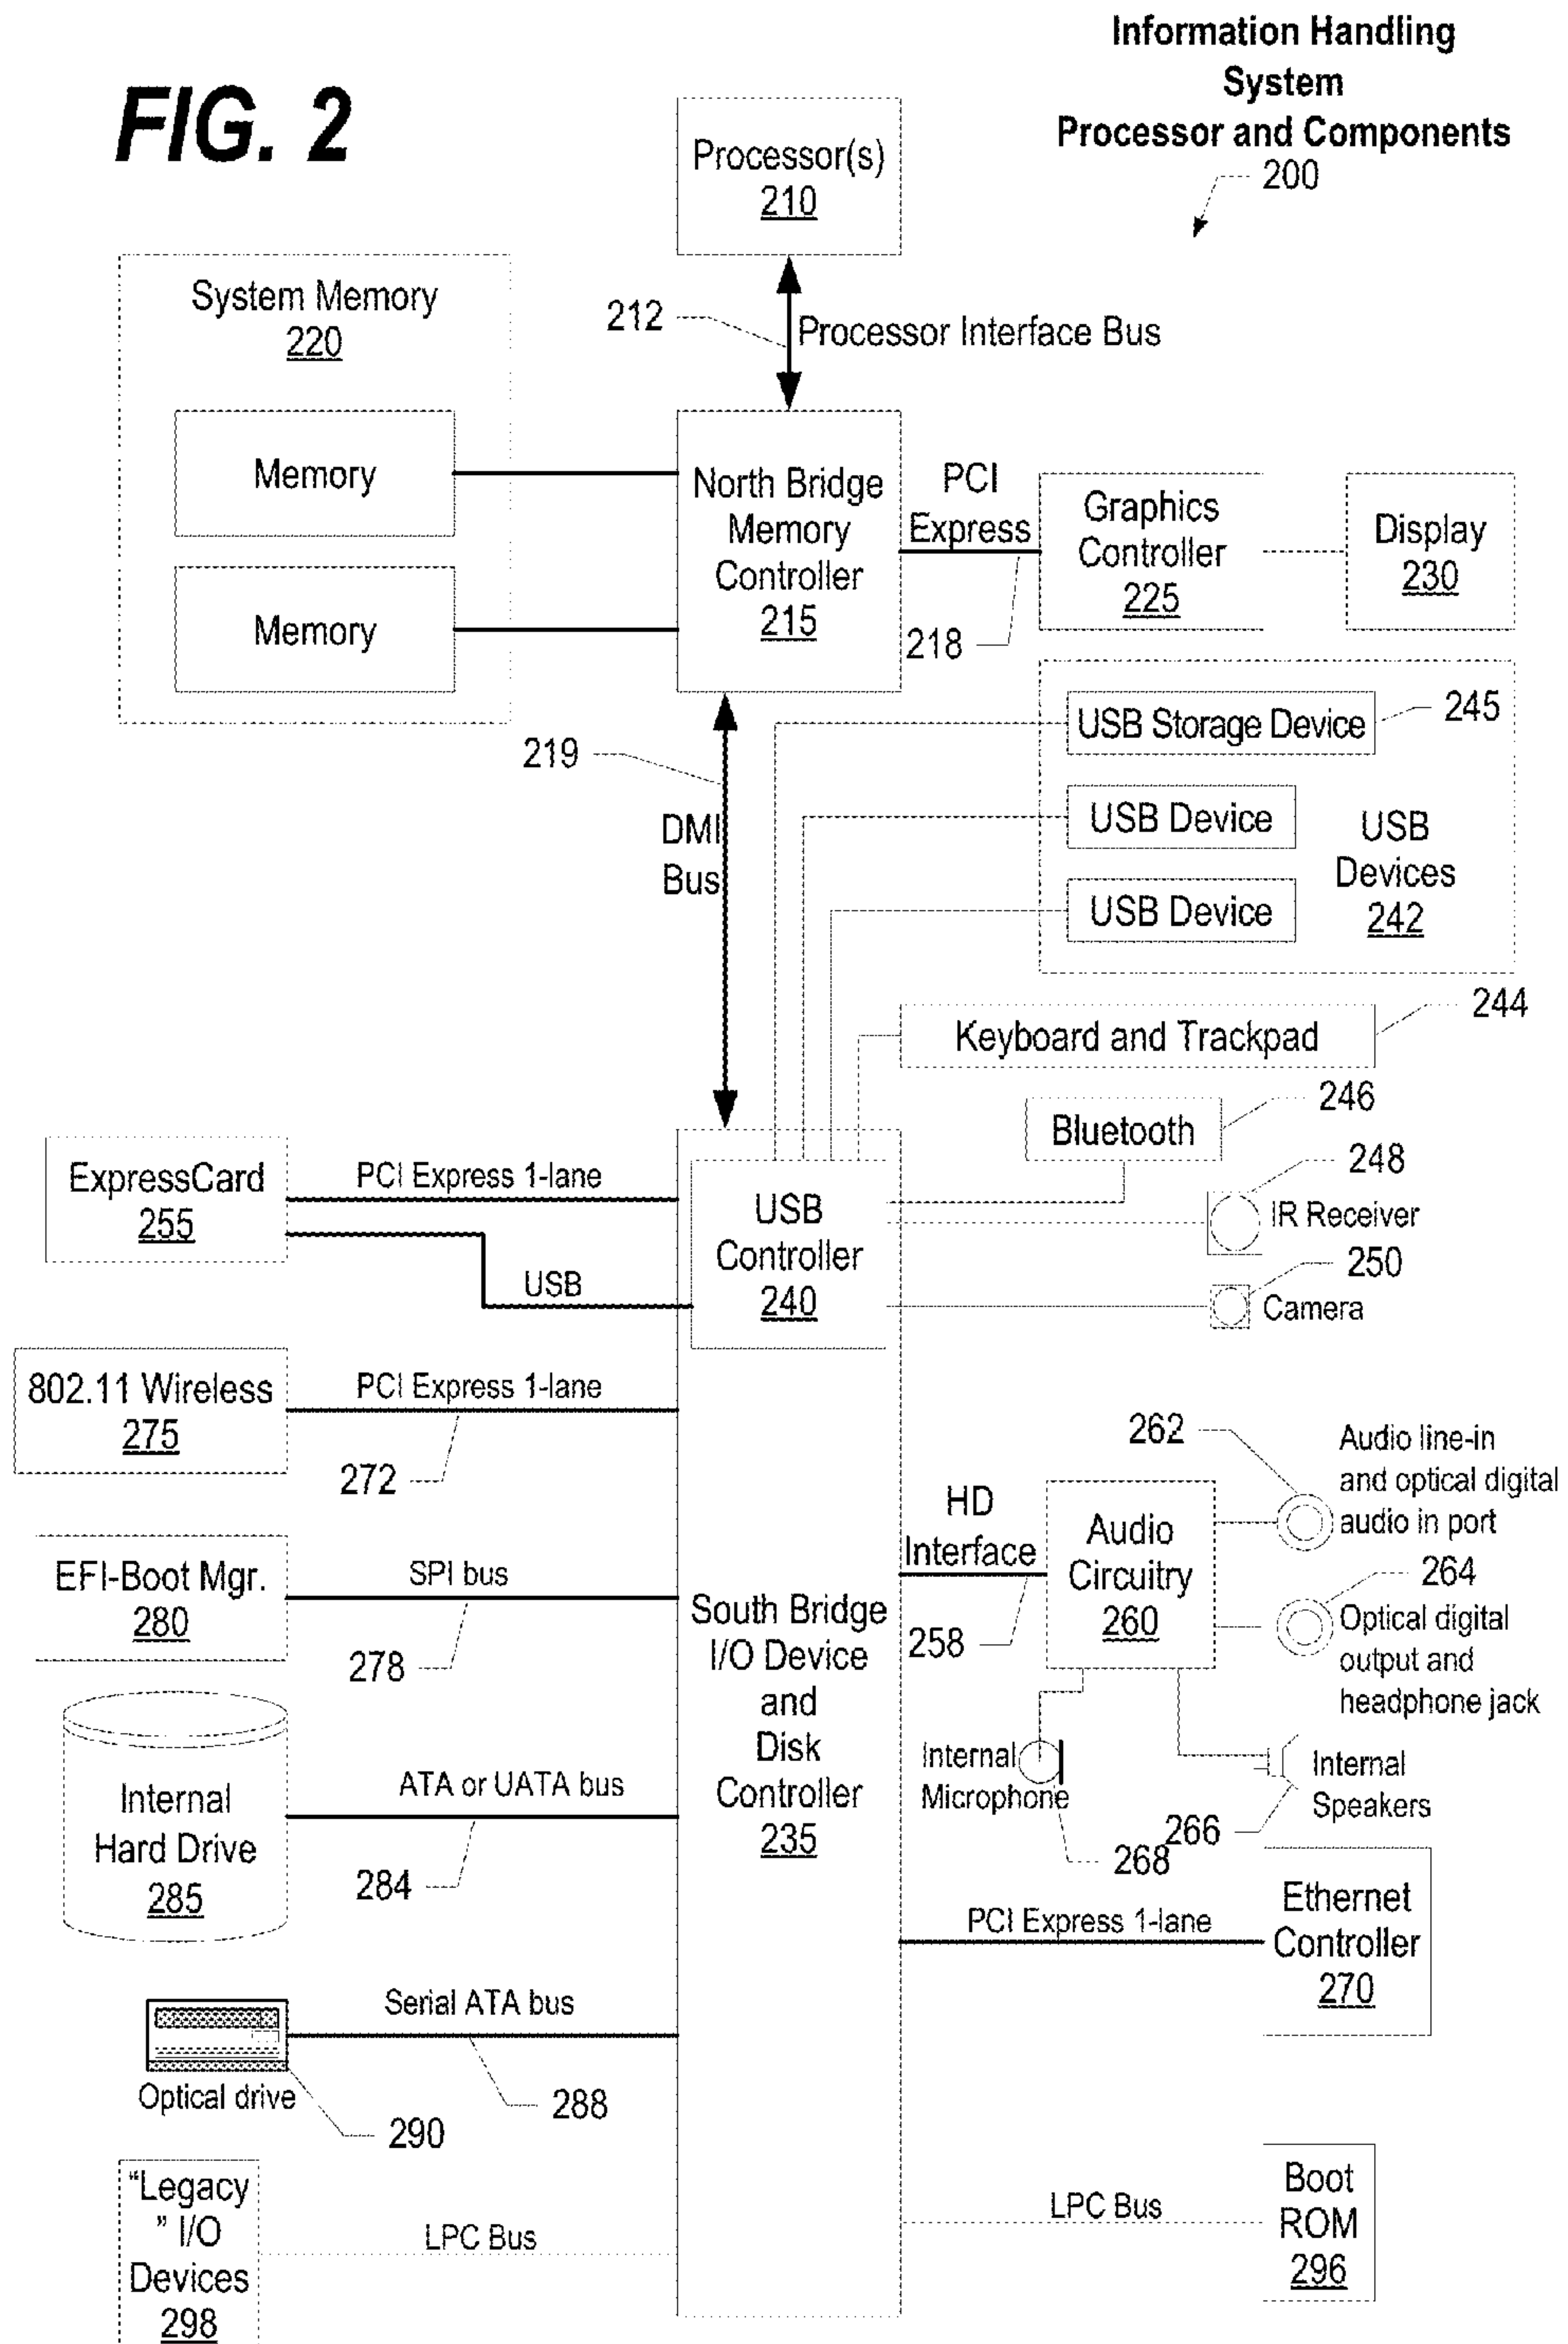 FIG. 2
Information Handling
System
Processor and Components
200
Processor(s)
210
System Memory
220
212
Processor Interface Bus
Memory
Memory
North Bridge
Memory
Controller
215
PCI
Express
218
Graphics
Controller
225
Display
230
219
DMI
Bus
USB Storage Device
245
USB Device
USB Device
USB
Devices
242
Keyboard and Trackpad
244
Bluetooth
246
248
IR Receiver
250
Camera
ExpressCard
255
PCI Express 1-lane
USB
USB
Controller
240
802.11 Wireless
275
PCI Express 1-lane
272
EFI-Boot Mgr.
280
SPI bus
278
South Bridge
I/O Device
and
Disk
Controller
235
HD
Interface
258
Audio
Circuitry
260
262
Audio line-in
and optical digital
audio in port
264
Optical digital
output and
headphone jack
Internal
Microphone
268
Internal
Speakers
266
Internal
Hard Drive
285
ATA or UATA bus
284
PCI Express 1-lane
Ethernet
Controller
270
Serial ATA bus
288
Optical drive
290
“Legacy
” I/O
Devices
298
LPC Bus
LPC Bus
Boot
ROM
296